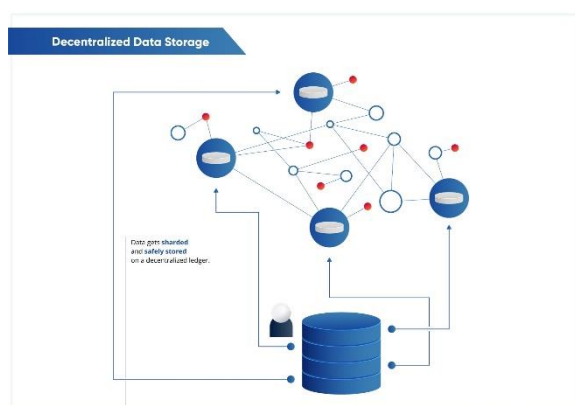 Decentralized Data Storage
Data gets sharded
and safely stored
on a decentralized ledger.